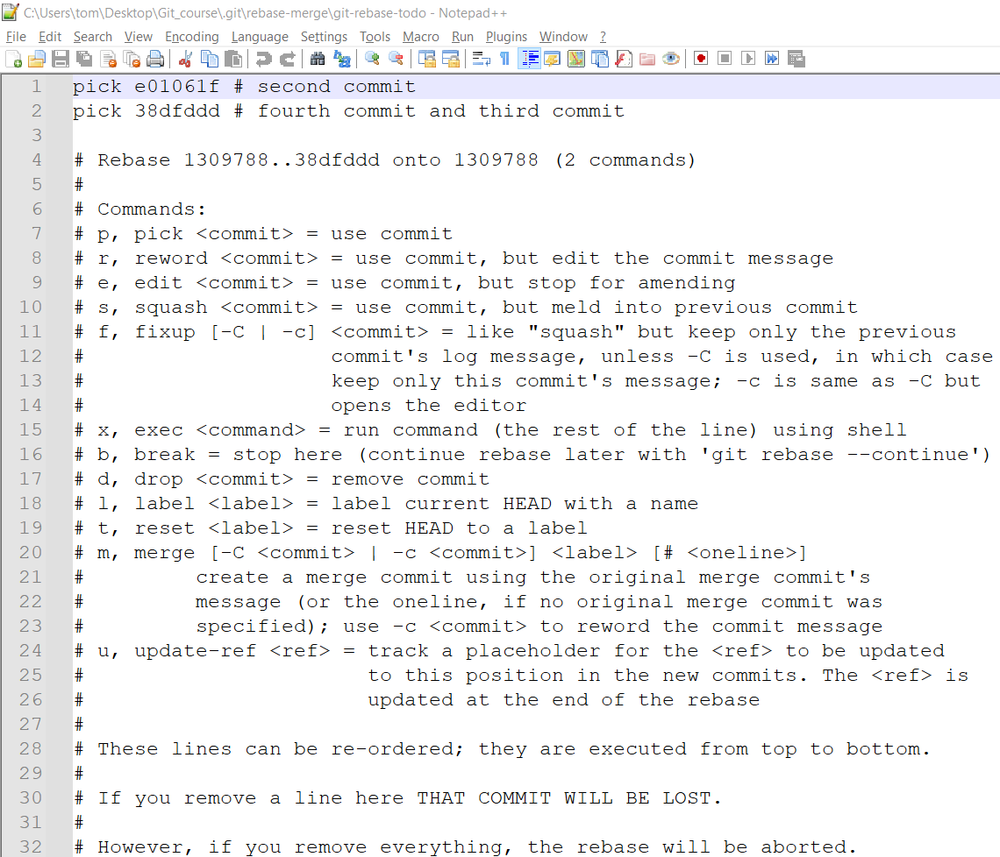 C:\Users\tom\Desktop\Git_course\.git\rebase-merge\git-rebase-todo - Notepad++
File Edit Search View Encoding Language Settings Tools Macro Run Plugins Window ?
1 pick e01061f # second commit
2 pick 38dfddd # fourth commit and third commit
3
4 # Rebase 1309788..38dfddd onto 1309788 (2 commands)
5 #
6 # Commands:
7 # p, pick <commit> = use commit
8 # r, reword <commit> = use commit, but edit the commit message
9 # e, edit <commit> = use commit, but stop for amending
10 # s, squash <commit> = use commit, but meld into previous commit
11 # f, fixup [-C | -c] <commit> = like "squash" but keep only the previous
12 #                    commit's log message, unless -C is used, in which case
13 #                    keep only this commit's message; -c is same as -C but
14 #                    opens the editor
15 # x, exec <command> = run command (the rest of the line) using shell
16 # b, break = stop here (continue rebase later with 'git rebase --continue')
17 # d, drop <commit> = remove commit
18 # l, label <label> = label current HEAD with a name
19 # t, reset <label> = reset HEAD to a label
20 # m, merge [-C <commit> | -c <commit>] <label> [# <oneline>]
21 #         create a merge commit using the original merge commit's
22 #         message (or the oneline, if no original merge commit was
23 #         specified); use -c <commit> to reword the commit message
24 # u, update-ref <ref> = track a placeholder for the <ref> to be updated
25 #                       to this position in the new commits. The <ref> is
26 #                       updated at the end of the rebase
27 #
28 # These lines can be re-ordered; they are executed from top to bottom.
29 #
30 # If you remove a line here THAT COMMIT WILL BE LOST.
31 #
32 # However, if you remove everything, the rebase will be aborted.